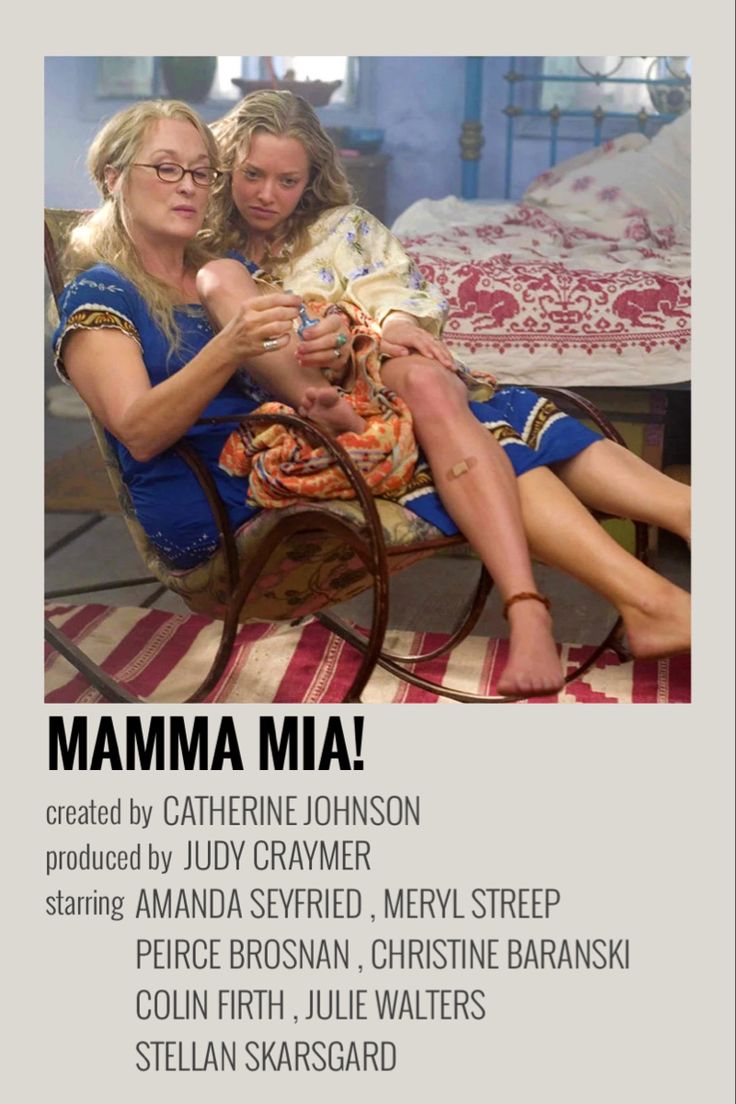 MAMMA MIA!
created by CATHERINE JOHNSON
produced by JUDY CRAYMER
starring AMANDA SEYFRIED , MERYL STREEP
PEIRCE BROSNAN , CHRISTINE BARANSKI
COLIN FIRTH , JULIE WALTERS
STELLAN SKARSGARD